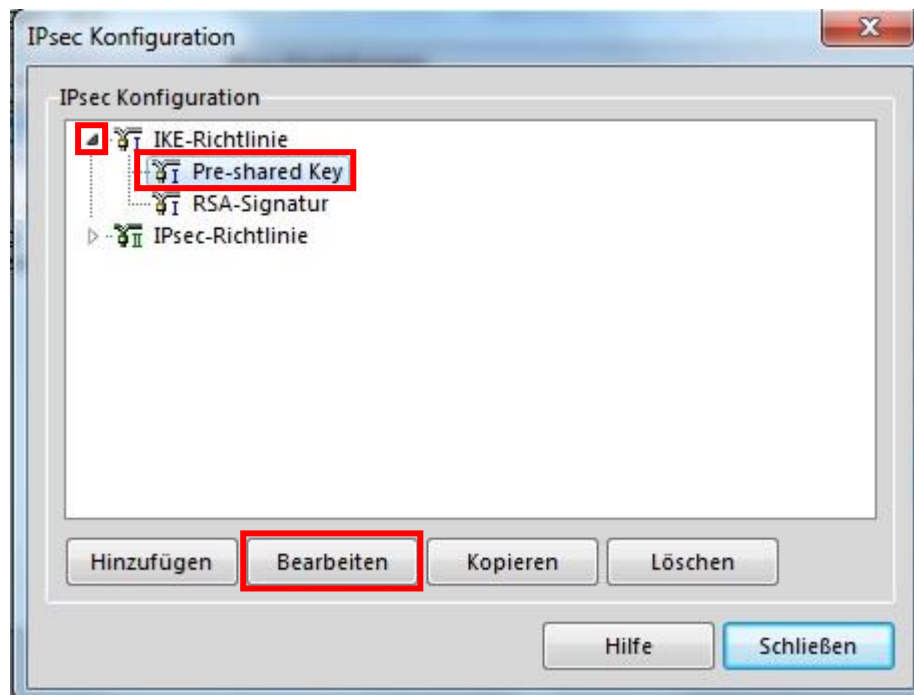 IPsec Konfiguration
IPsec Konfiguration
I IKE-Richtlinie
I Pre-shared Key
I RSA-Signatur
II IPsec-Richtlinie
Hinzufügen Bearbeiten Kopieren Löschen
Hilfe Schließen